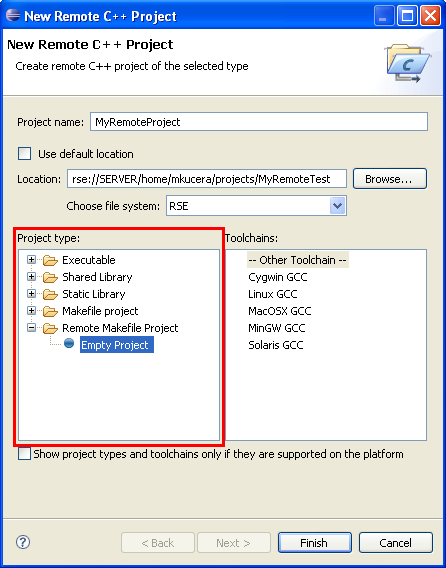 New Remote C++ Project
New Remote C++ Project
Create remote C++ project of the selected type
C
Project name: MyRemoteProject
Use default location
Location: rse://SERVER/home/mkucera/projects/MyRemoteTest Browse...
Choose file system: RSE
Project type: Toolchains:
Executable -- Other Toolchain --
Shared Library Cygwin GCC
Static Library Linux GCC
Makefile project MacOSX GCC
Remote Makefile Project MinGW GCC
Empty Project Solaris GCC
Show project types and toolchains only if they are supported on the platform
? < Back Next > Finish Cancel